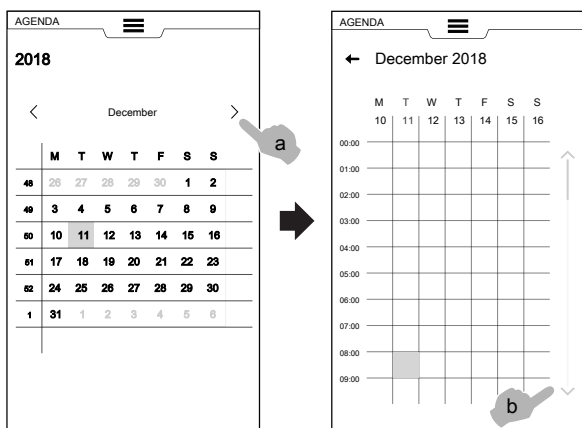 AGENDA
2018
December
a
M T W T F S S
48 26 27 28 29 30 1 2
49 3 4 5 6 7 8 9
50 10 11 12 13 14 15 16
51 17 18 19 20 21 22 23
52 24 25 26 27 28 29 30
1 31 1 2 3 4 5 6
AGENDA
December 2018
M T W T F S S
10 11 12 13 14 15 16
00:00
01:00
02:00
03:00
04:00
05:00
06:00
07:00
08:00
09:00
b